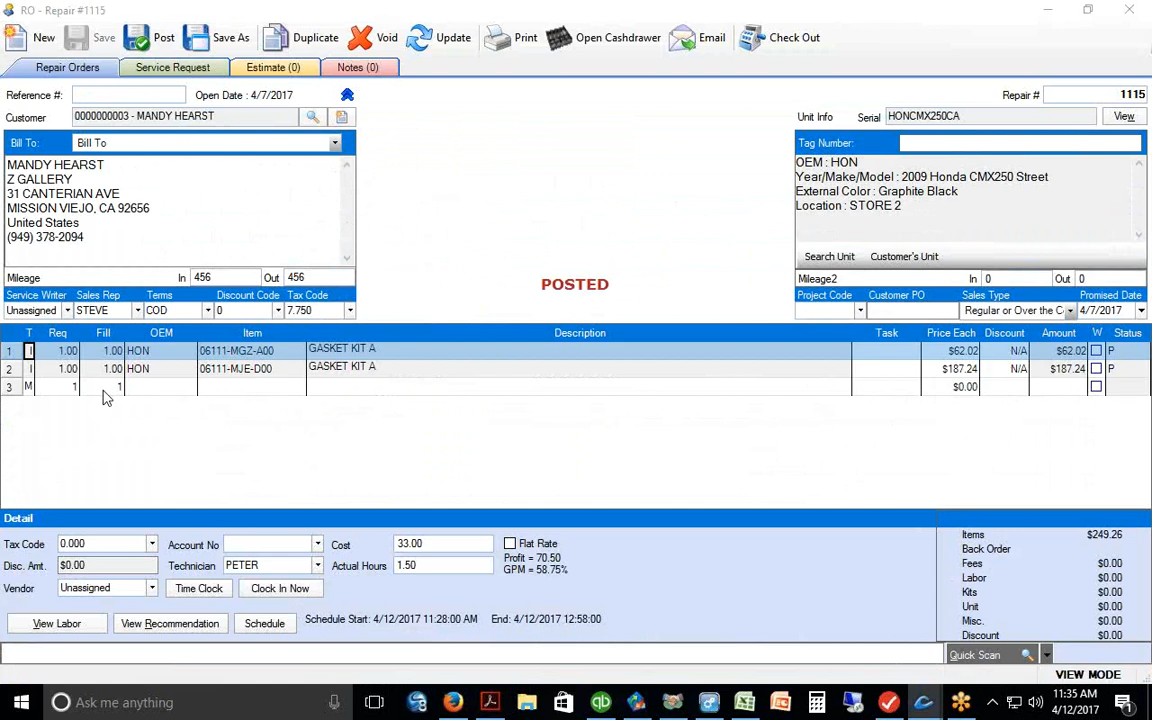 RO - Repair #1115
New Save Post Save As Duplicate Void Update Print Open Cashdrawer Email Check Out
Repair Orders Service Request Estimate (0) Notes (0)
Reference #: Open Date : 4/7/2017 Repair # 1115
Customer 0000000003 - MANDY HEARST Unit Info Serial HONCMX250CA View
Bill To: Bill To Tag Number:
MANDY HEARST
Z GALLERY
31 CANTERIAN AVE
MISSION VIEJO, CA 92656
United States
(949) 378-2094
OEM : HON
Year/Make/Model : 2009 Honda CMX250 Street
External Color : Graphite Black
Location : STORE 2
Search Unit Customer's Unit
Mileage In 456 Out 456 POSTED Mileage2 In 0 Out 0
Service Writer Sales Rep Terms Discount Code Tax Code Project Code Customer PO Sales Type Promised Date
Unassigned STEVE COD 0 7.750 Regular or Over the C 4/7/2017
T Req Fill OEM Item Description Task Price Each Discount Amount W Status
1 I 1.00 1.00 HON 06111-MGZ-A00 GASKET KIT A $62.02 N/A $62.02 P
2 I 1.00 1.00 HON 06111-MJE-D00 GASKET KIT A $187.24 N/A $187.24 P
3 M 1 1 $0.00
Detail
Tax Code 0.000 Account No Cost 33.00 Flat Rate
Disc. Amt. $0.00 Technician PETER Actual Hours 1.50 Profit = 70.50
GPM = 58.75%
Vendor Unassigned Time Clock Clock In Now
View Labor View Recommendation Schedule Schedule Start: 4/12/2017 11:28:00 AM End: 4/12/2017 12:58:00
Items $249.26
Back Order
Fees $0.00
Labor $0.00
Kits $0.00
Unit $0.00
Misc. $0.00
Discount $0.00
Quick Scan
VIEW MODE
Ask me anything
11:35 AM
4/12/2017
1